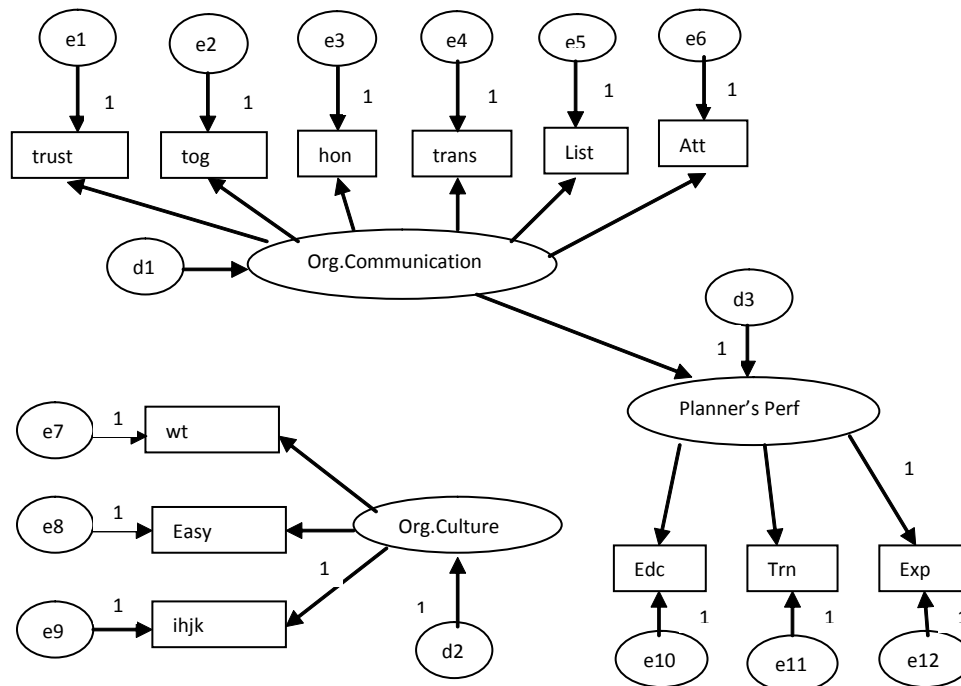 e1
e2
e3
e4
e5
e6
1
1
1
1
1
1
trust
tog
hon
trans
List
Att
d1
Org.Communication
d3
1
Planner's Perf
e7
1
wt
1
e8
1
Easy
Org.Culture
1
e9
1
ihjk
1
d2
Edc
Trn
Exp
1
1
1
e10
e11
e12